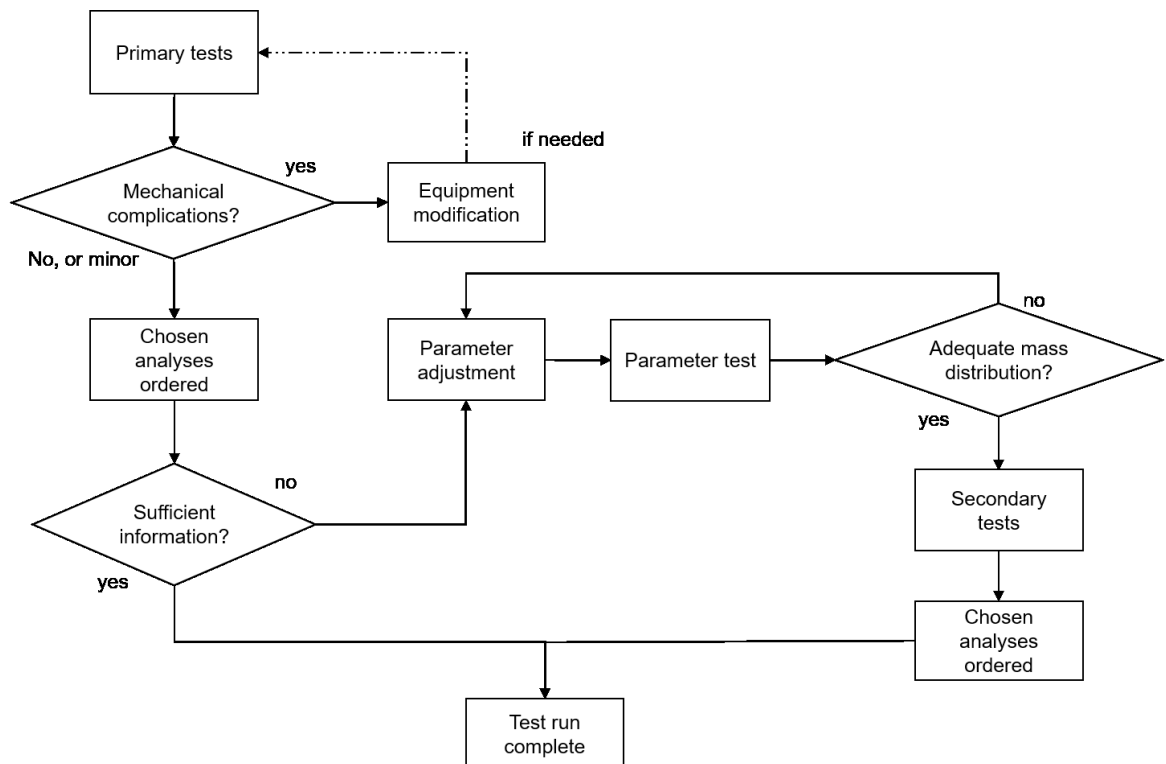 Primary tests
if needed
yes
Mechanical
complications?
Equipment
modification
No, or minor
no
Chosen
analyses
ordered
Parameter
adjustment
Parameter test
Adequate mass
distribution?
yes
no
Sufficient
information?
Secondary
tests
yes
Chosen
analyses
ordered
Test run
complete